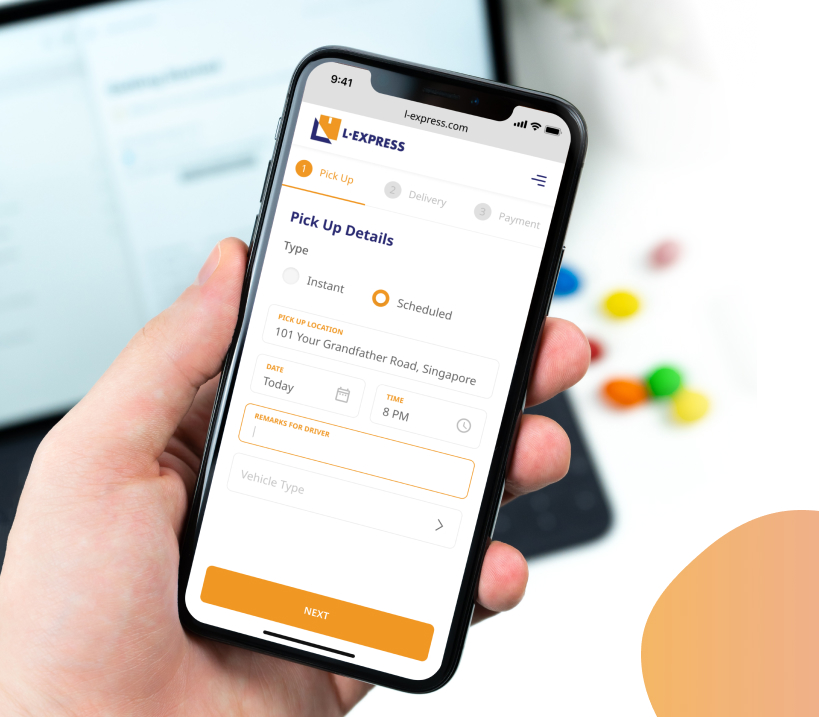 9:41
l-express.com
L·EXPRESS
1 Pick Up
2 Delivery
3 Payment
Pick Up Details
Type
Instant
Scheduled
PICK UP LOCATION
101 Your Grandfather Road, Singapore
DATE
Today
TIME
8 PM
REMARKS FOR DRIVER
Vehicle Type
NEXT